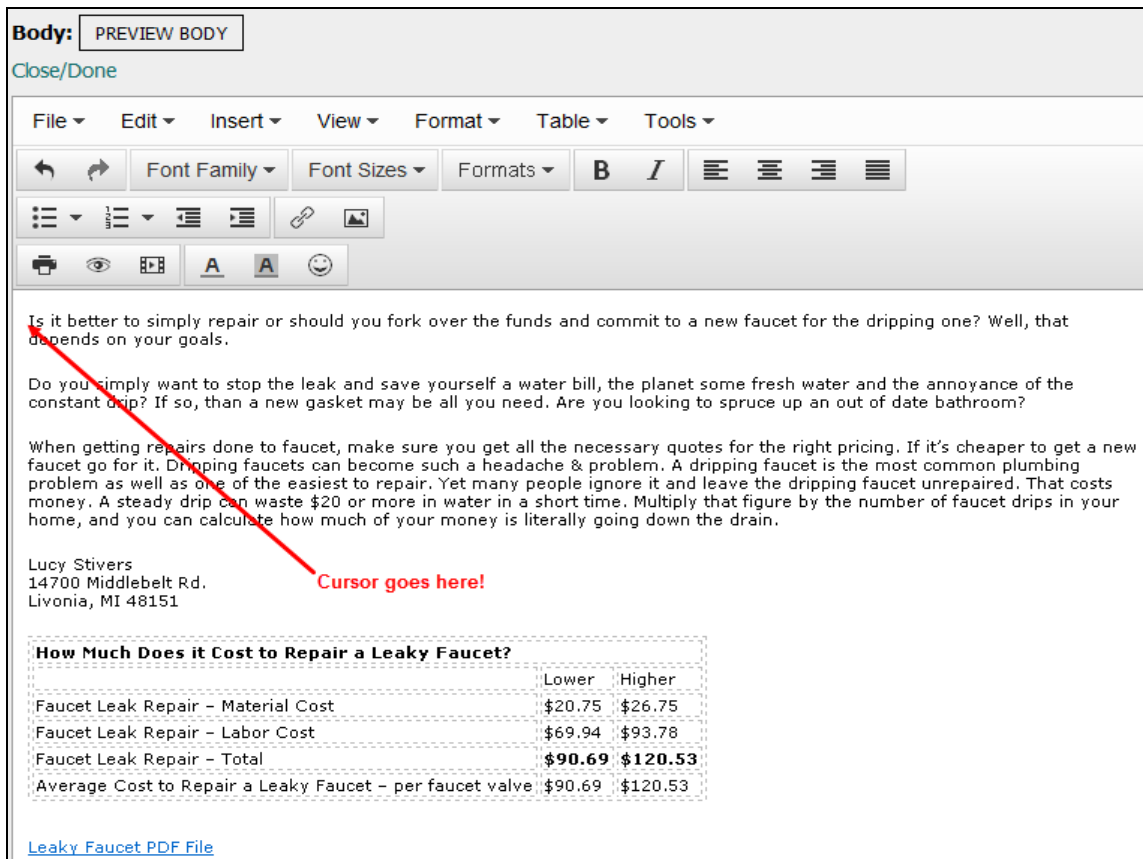 Body: PREVIEW BODY
Close/Done
File Edit Insert View Format Table Tools
Font Family Font Sizes Formats B I
A A
Is it better to simply repair or should you fork over the funds and commit to a new faucet for the dripping one? Well, that
depends on your goals.
Do you simply want to stop the leak and save yourself a water bill, the planet some fresh water and the annoyance of the
constant drip? If so, than a new gasket may be all you need. Are you looking to spruce up an out of date bathroom?
When getting repairs done to faucet, make sure you get all the necessary quotes for the right pricing. If it’s cheaper to get a new
faucet go for it. Dripping faucets can become such a headache & problem. A dripping faucet is the most common plumbing
problem as well as one of the easiest to repair. Yet many people ignore it and leave the dripping faucet unrepaired. That costs
money. A steady drip can waste $20 or more in water in a short time. Multiply that figure by the number of faucet drips in your
home, and you can calculate how much of your money is literally going down the drain.
Lucy Stivers
14700 Middlebelt Rd.
Livonia, MI 48151
Cursor goes here!
How Much Does it Cost to Repair a Leaky Faucet?
Lower Higher
Faucet Leak Repair – Material Cost $20.75 $26.75
Faucet Leak Repair – Labor Cost $69.94 $93.78
Faucet Leak Repair – Total $90.69 $120.53
Average Cost to Repair a Leaky Faucet – per faucet valve $90.69 $120.53
Leaky Faucet PDF File